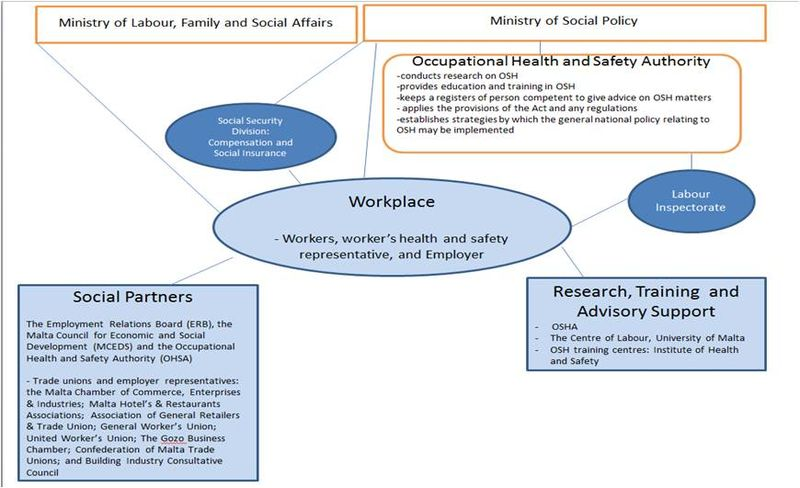 Ministry of Labour, Family and Social Affairs
Ministry of Social Policy
Occupational Health and Safety Authority
-conducts research on OSH
-provides education and training in OSH
-keeps a registers of person competent to give advice on OSH matters
- applies the provisions of the Act and any regulations
-establishes strategies by which the general national policy relating to
OSH may be implemented
Social Security
Division:
Compensation and
Social Insurance
Labour
Inspectorate
Workplace
- Workers, worker's health and safety
representative, and Employer
Social Partners
The Employment Relations Board (ERB), the
Malta Council for Economic and Social
Development (MCEDS) and the Occupational
Health and Safety Authority (OHSA)
- Trade unions and employer representatives:
the Malta Chamber of Commerce, Enterprises
& Industries; Malta Hotel's & Restaurants
Associations; Association of General Retailers
& Trade Union; General Worker's Union;
United Worker's Union; The Gozo Business
Chamber; Confederation of Malta Trade
Unions; and Building Industry Consultative
Council
Research, Training and
Advisory Support
- OSHA
- The Centre of Labour, University of Malta
- OSH training centres: Institute of Health
and Safety